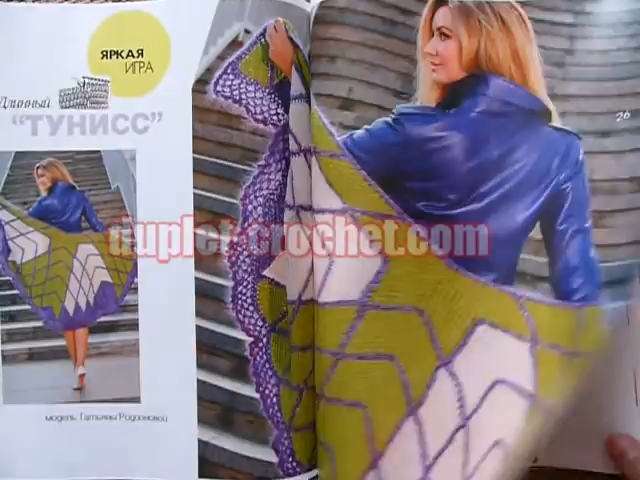 ЯРКАЯ
ИГРА
Длинный
“ТУНИСС”
duplet-crochet.com
модель Татьяны Родионовой
26